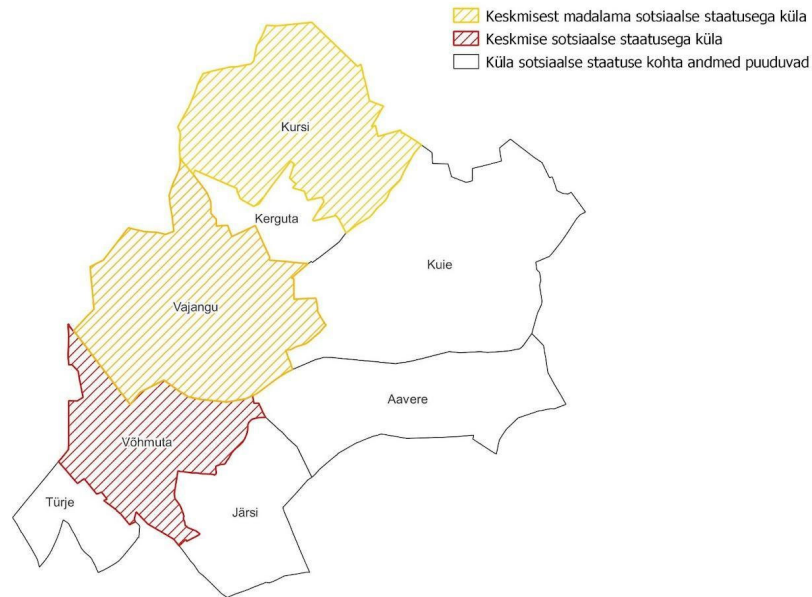 Keskmisest madalama sotsiaalse staatusega küla
Keskmise sotsiaalse staatusega küla
Küla sotsiaalse staatuse kohta andmed puuduvad
Kursi
Kerguta
Kuie
Vajangu
Aavere
Võhmuta
Türje
Järsi